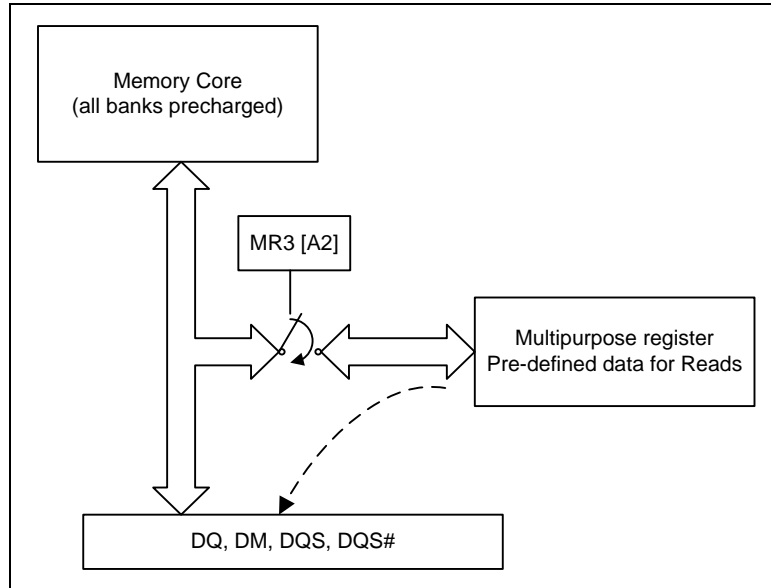 Memory Core
(all banks precharged)
MR3 [A2]
Multipurpose register
Pre-defined data for Reads
DQ, DM, DQS, DQS#